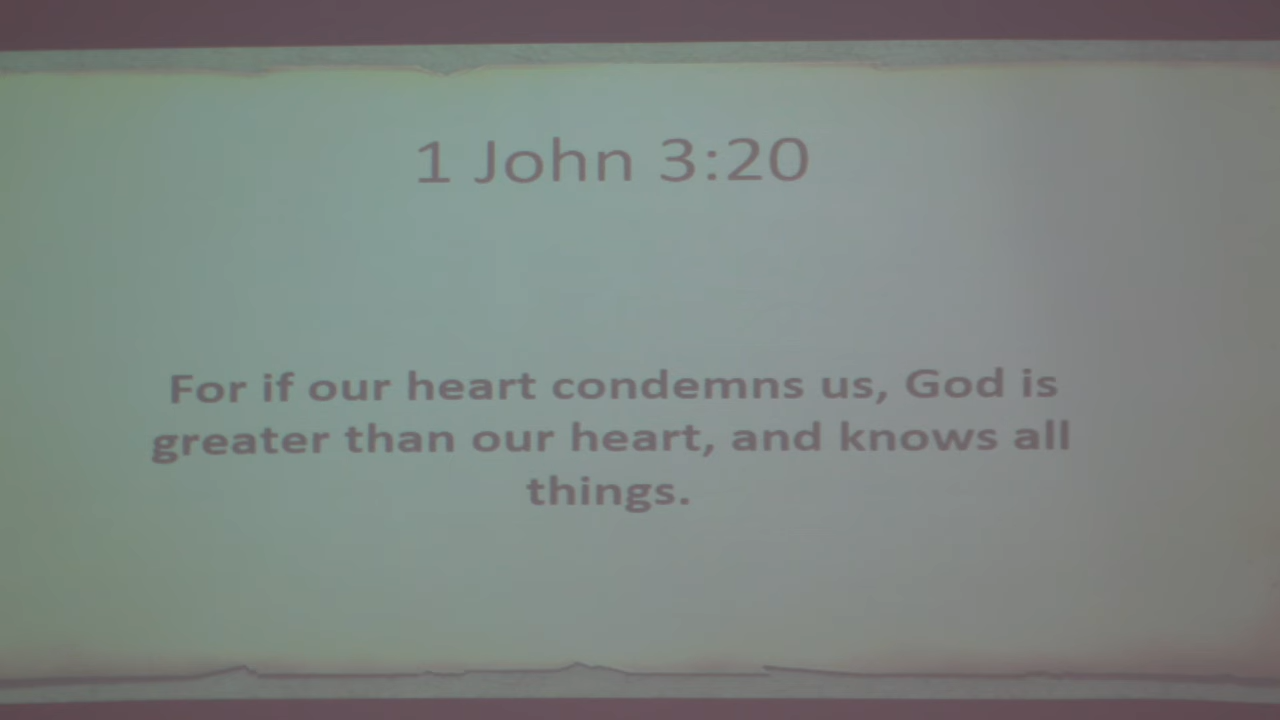 1 John 3:20
For if our heart condemns us, God is
greater than our heart, and knows all
things.